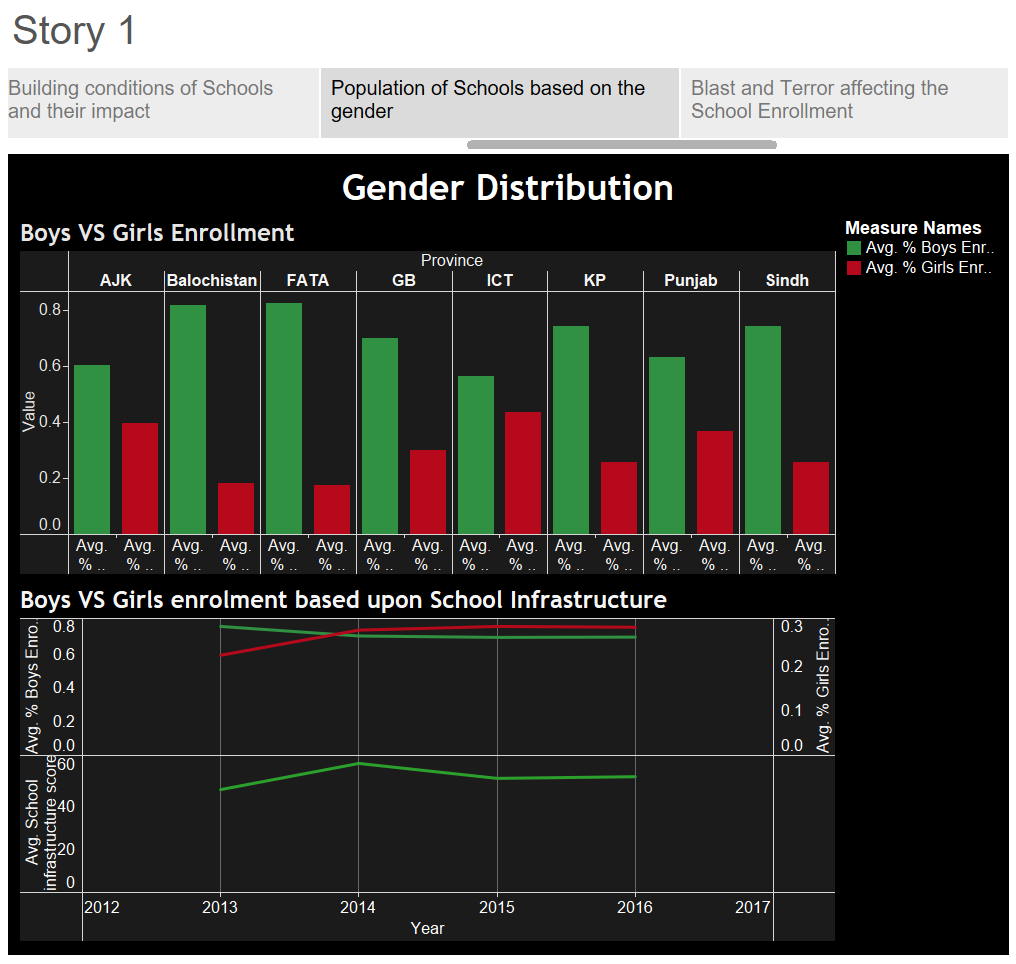 Story 1
Building conditions of Schools
and their impact
Population of Schools based on the
gender
Blast and Terror affecting the
School Enrollment
Gender Distribution
Boys VS Girls Enrollment
Measure Names
Avg. % Boys Enr..
Avg. % Girls Enr..
Province
AJK Balochistan FATA GB ICT KP Punjab Sindh
Value
0.8
0.6
0.4
0.2
0.0
Avg. Avg. Avg. Avg. Avg. Avg. Avg. Avg. Avg. Avg. Avg. Avg. Avg. Avg. Avg. Avg.
% .. % .. % .. % .. % .. % .. % .. % .. % .. % .. % .. % .. % .. % .. % .. % ..
Boys VS Girls enrolment based upon School Infrastructure
Avg. % Boys Enro..
0.8
0.6
0.4
0.2
0.0
0.3
0.2
0.1
0.0
Avg. % Girls Enro..
Avg. School
infrastructure score
60
40
20
0
2012 2013 2014 2015 2016 2017
Year